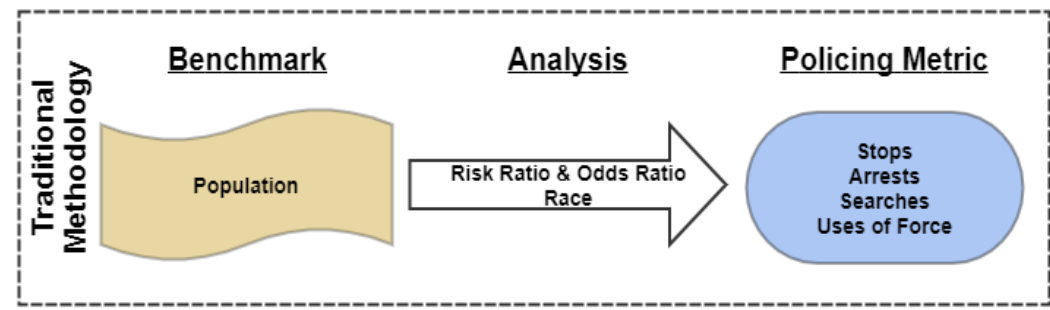 Traditional
Methodology
Benchmark
Analysis
Policing Metric
Population
Risk Ratio & Odds Ratio
Race
Stops
Arrests
Searches
Uses of Force